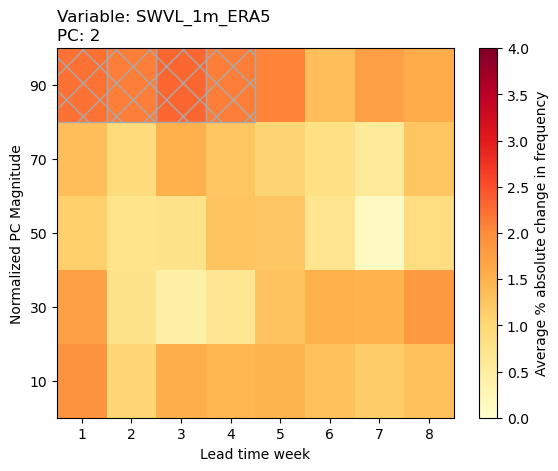 Variable: SWVL_1m_ERA5
PC: 2
90
70
50
30
10
Normalized PC Magnitude
1 2 3 4 5 6 7 8
Lead time week
4.0
3.5
3.0
2.5
2.0
1.5
1.0
0.5
0.0
Average % absolute change in frequency